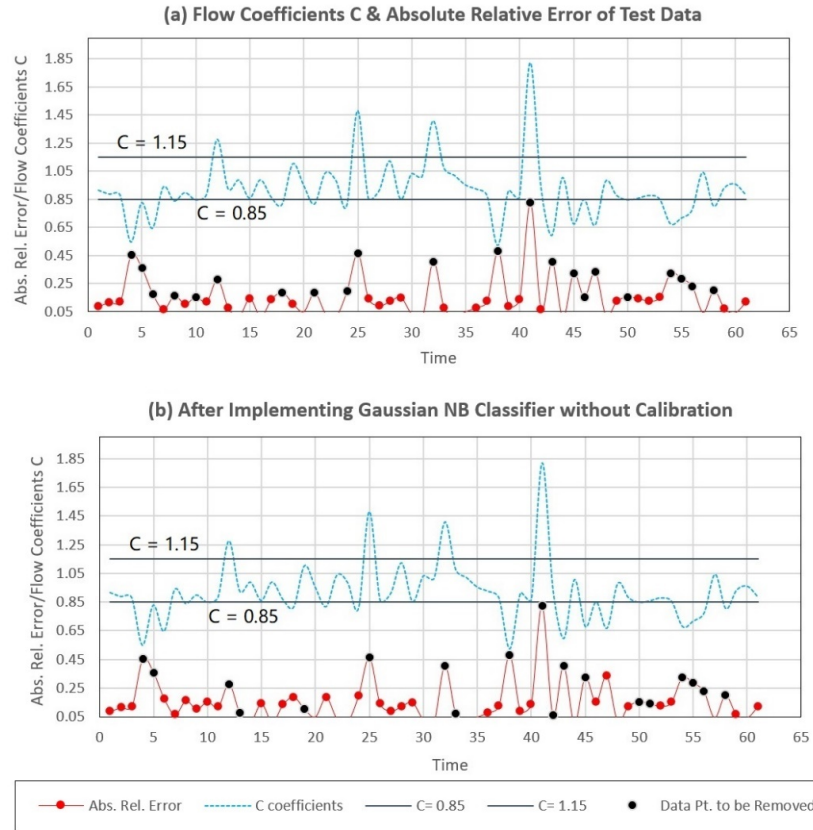 (a) Flow Coefficients C & Absolute Relative Error of Test Data
Abs. Rel. Error/Flow Coefficients C
1.85
1.65
1.45
1.25
1.05
0.85
0.65
0.45
0.25
0.05
C = 1.15
C = 0.85
0 5 10 15 20 25 30 35 40 45 50 55 60 65
Time
(b) After Implementing Gaussian NB Classifier without Calibration
Abs. Rel. Error/Flow Coefficients C
1.85
1.65
1.45
1.25
1.05
0.85
0.65
0.45
0.25
0.05
C = 1.15
C = 0.85
0 5 10 15 20 25 30 35 40 45 50 55 60 65
Time
Abs. Rel. Error C coefficients C= 0.85 C= 1.15 Data Pt. to be Removed